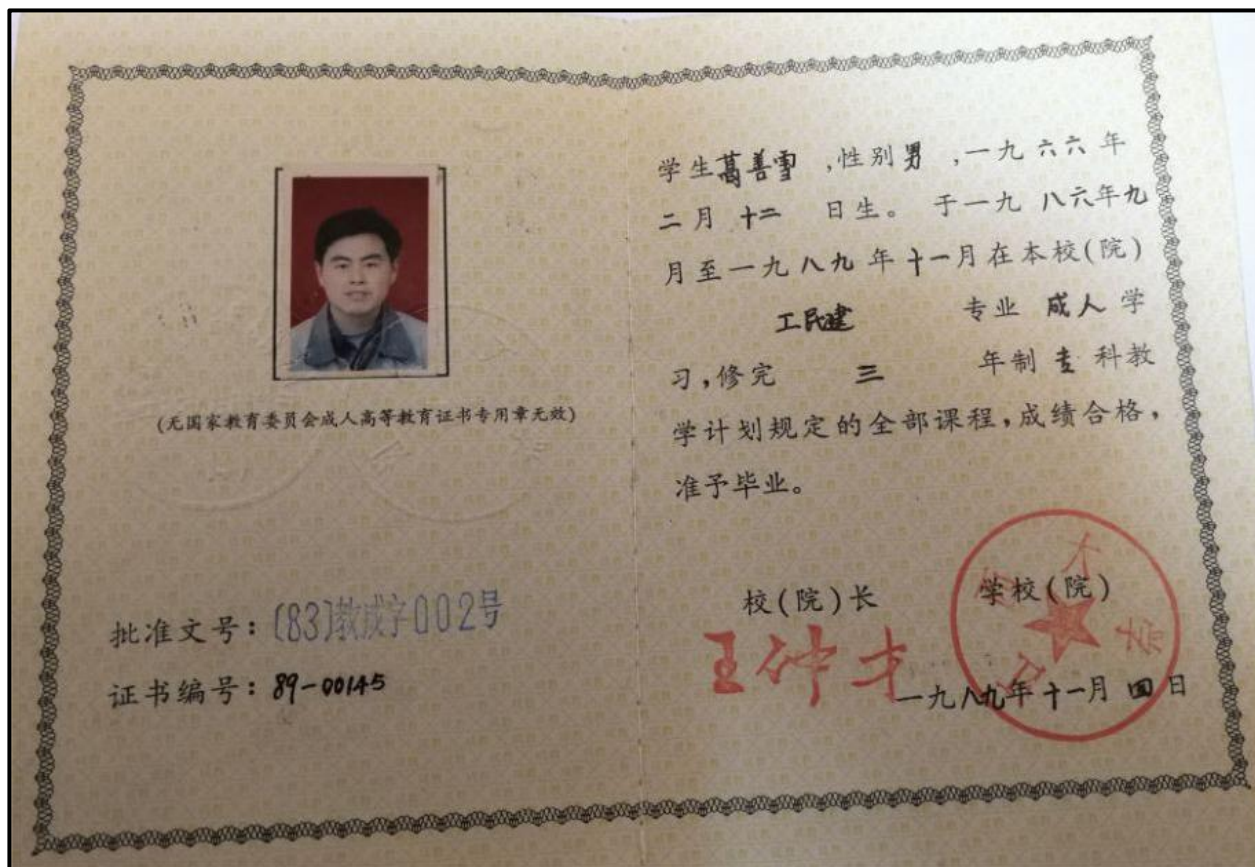 (无国家教育委员会成人高等教育证书专用章无效)
批准文号：(83)教成字002号
证书编号：89-00145
学生葛善雪，性别男，一九六六年
二月十二日生。于一九八六年九
月至一九八九年十一月在本校(院)
工民建 专业 成人 学
习，修完 三 年制 专 科教
学计划规定的全部课程，成绩合格，
准予毕业。
校(院)长 学校(院)
王仲才
一九八九年十一月四日